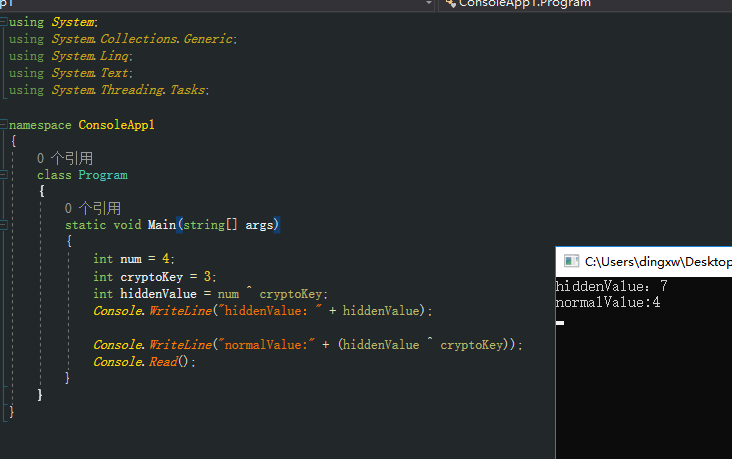 ConsoleApp1.Program
using System;
using System.Collections.Generic;
using System.Linq;
using System.Text;
using System.Threading.Tasks;
namespace ConsoleApp1
{
0 个引用
class Program
{
0 个引用
static void Main(string[] args)
{
int num = 4;
int cryptoKey = 3;
int hiddenValue = num ^ cryptoKey;
Console.WriteLine("hiddenValue: " + hiddenValue);
Console.WriteLine("normalValue:" + (hiddenValue ^ cryptoKey));
Console.Read();
}
}
}
C:\Users\dingxw\Desktop
hiddenValue: 7
normalValue:4